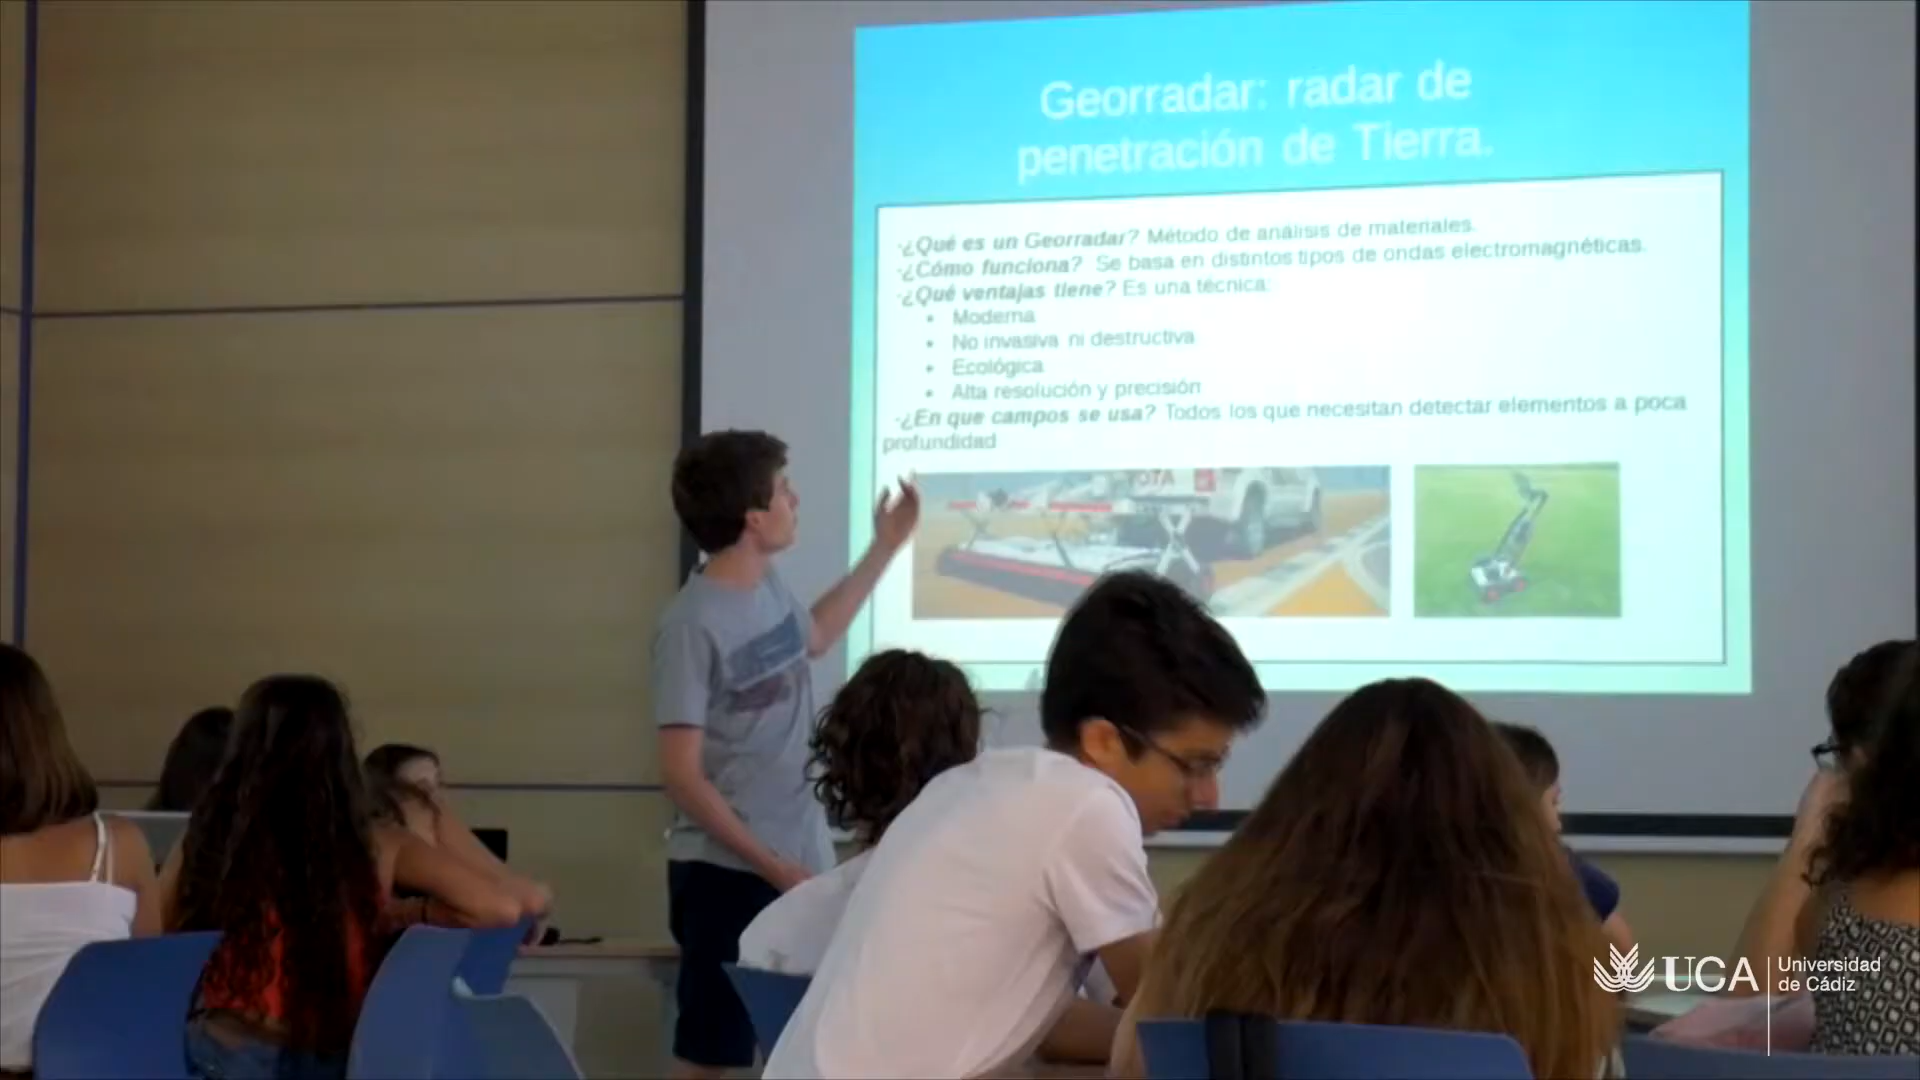 Georradar: radar de
penetración de Tierra.
-¿Qué es un Georradar? Método de análisis de materiales.
-¿Cómo funciona? Se basa en distintos tipos de ondas electromagnéticas.
-¿Qué ventajas tiene? Es una técnica:
• Moderna
• No invasiva ni destructiva
• Ecológica
• Alta resolución y precisión
-¿En que campos se usa? Todos los que necesitan detectar elementos a poca
profundidad
OTA
UCA
Universidad
de Cádiz